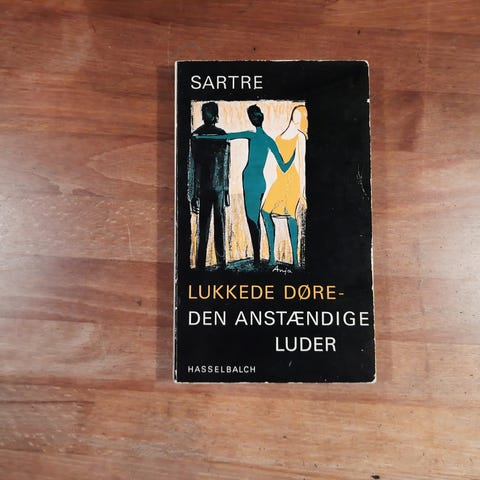 SARTRE
Anja
LUKKEDE DØRE-
DEN ANSTÆNDIGE
LUDER
HASSELBALCH